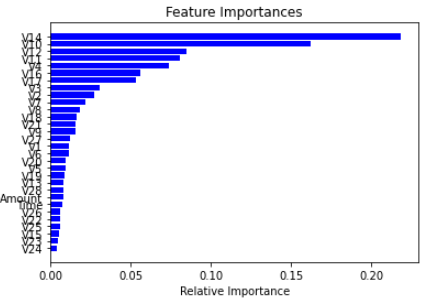 Feature Importances
V14
V10
V12
V11
V4
V16
V17
V3
V2
V7
V8
V18
V21
V9
V27
V1
V6
V20
V5
V19
V13
V28
Amount
Time
V26
V22
V25
V15
V23
V24
0.00 0.05 0.10 0.15 0.20
Relative Importance